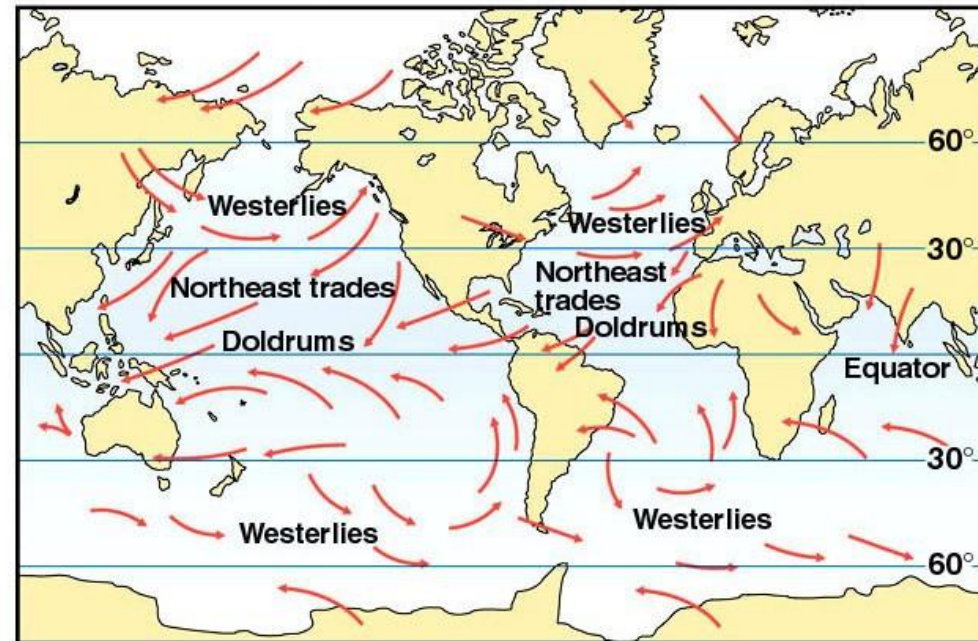 60°
Westerlies
Westerlies
30°
Northeast trades
Northeast
trades
Doldrums
Doldrums
Equator
30°
Westerlies
Westerlies
60°